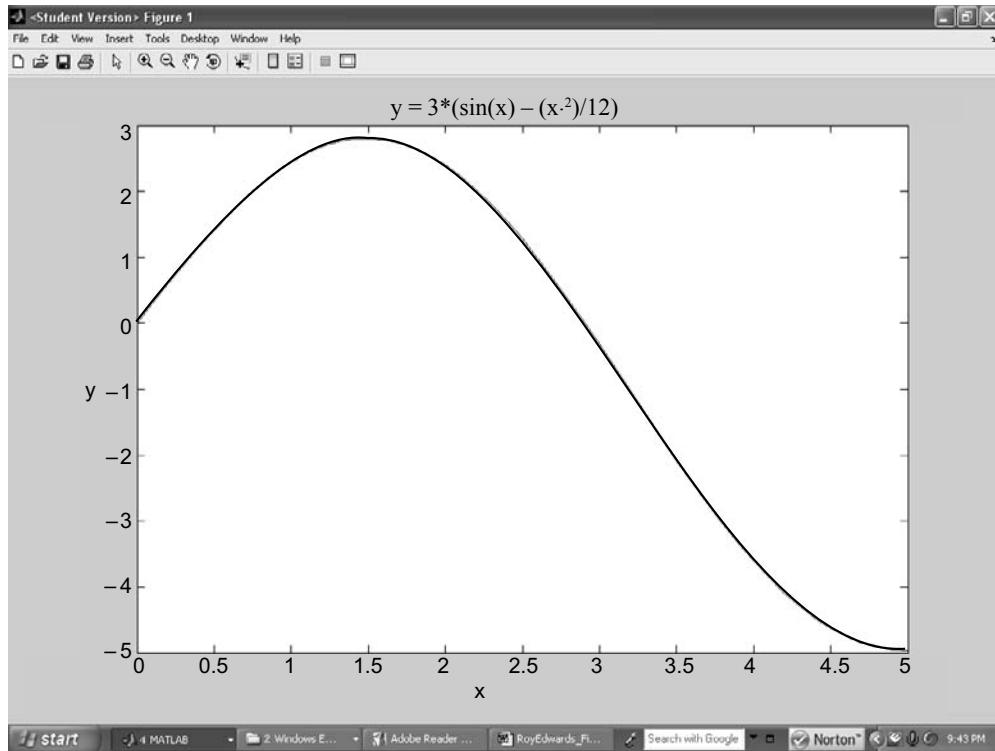 <Student Version> Figure 1
File Edit View Insert Tools Desktop Window Help
y = 3*(sin(x) – (x.²)/12)
3
2
1
0
y –1
–2
–3
–4
–5
0 0.5 1 1.5 2 2.5 3 3.5 4 4.5 5
x
start 4 MATLAB 2 Windows E... Adobe Reader ... RoyEdwards_Fi... Search with Google Norton™ 9:43 PM